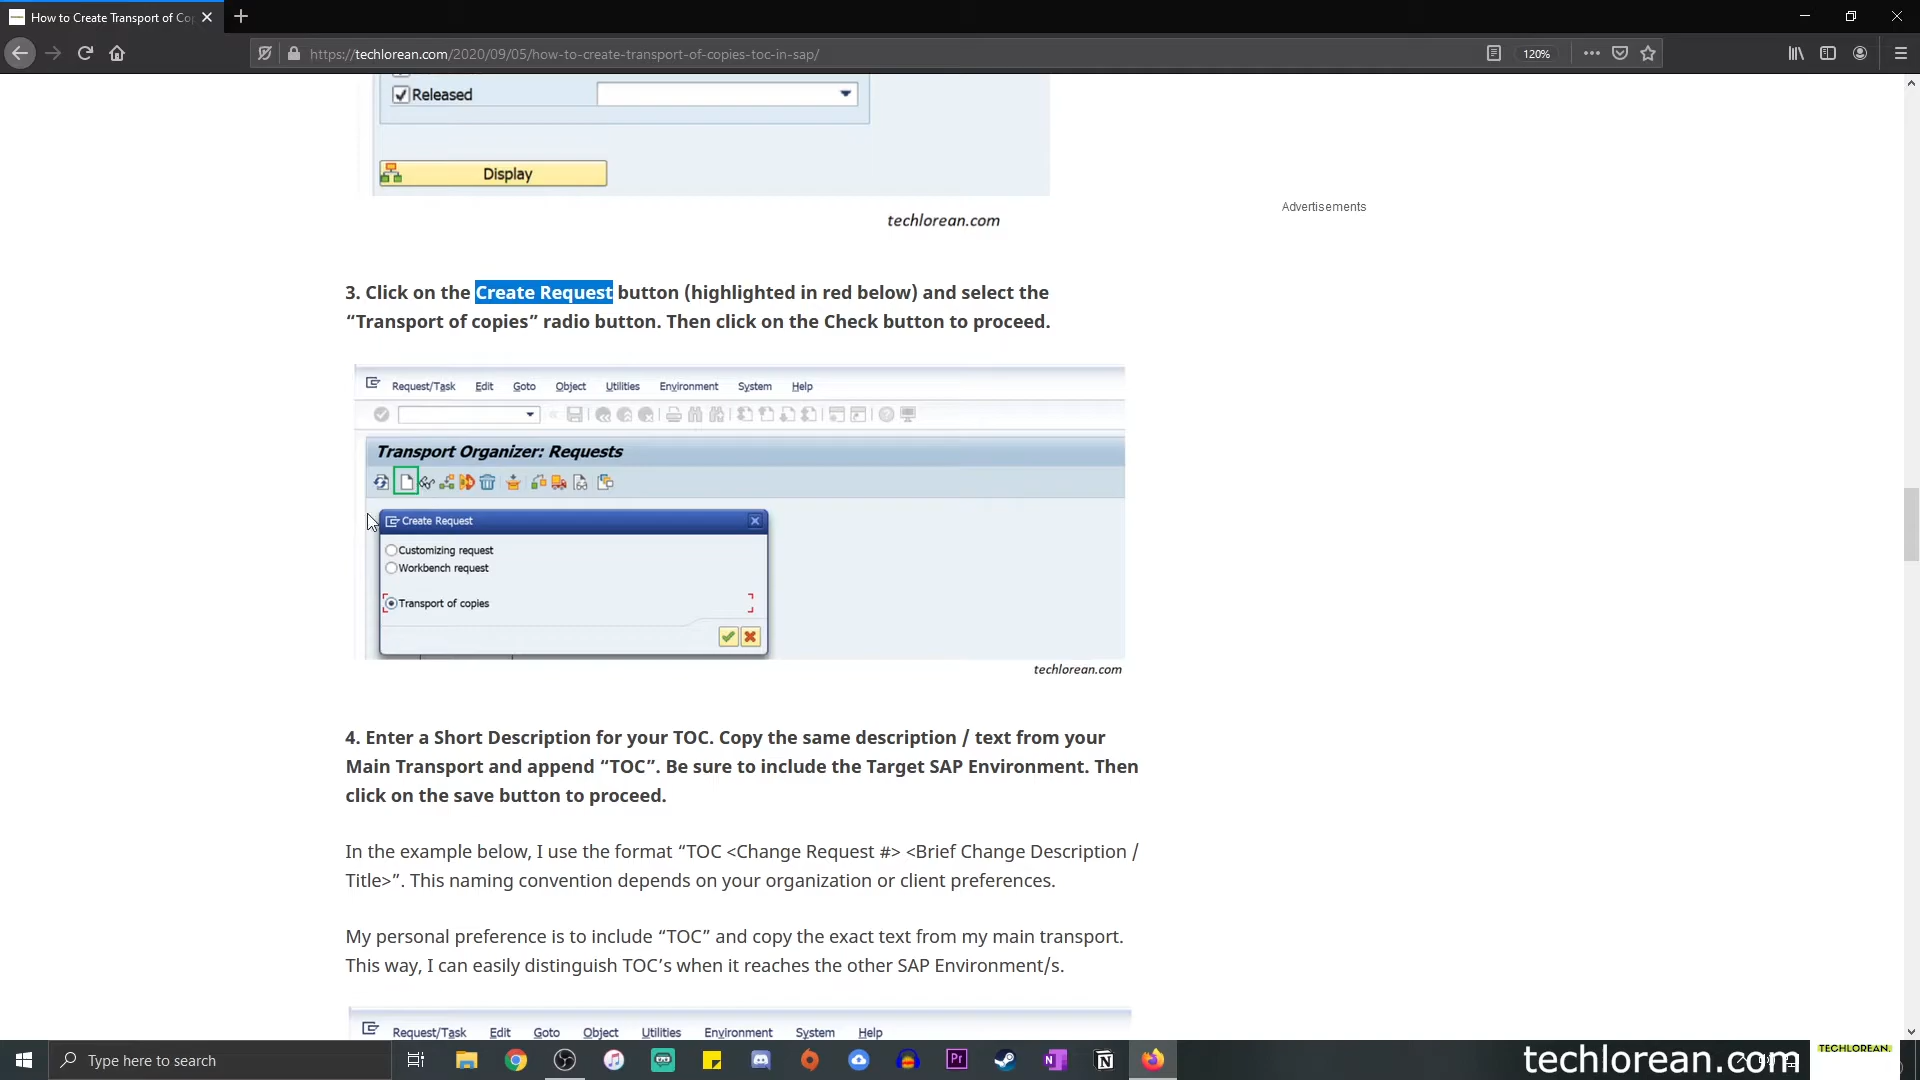 How to Create Transport of Co
https://techlorean.com/2020/09/05/how-to-create-transport-of-copies-toc-in-sap/
120%
Released
Display
techlorean.com
Advertisements
3. Click on the Create Request button (highlighted in red below) and select the
“Transport of copies” radio button. Then click on the Check button to proceed.
Request/Task Edit Goto Object Utilities Environment System Help
Transport Organizer: Requests
Create Request
Customizing request
Workbench request
Transport of copies
techlorean.com
4. Enter a Short Description for your TOC. Copy the same description / text from your
Main Transport and append “TOC”. Be sure to include the Target SAP Environment. Then
click on the save button to proceed.
In the example below, I use the format “TOC <Change Request #> <Brief Change Description /
Title>”. This naming convention depends on your organization or client preferences.
My personal preference is to include “TOC” and copy the exact text from my main transport.
This way, I can easily distinguish TOC’s when it reaches the other SAP Environment/s.
Request/Task Edit Goto Object Utilities Environment System Help
Type here to search
Pr
techlorean.com
TECHLOREAN.